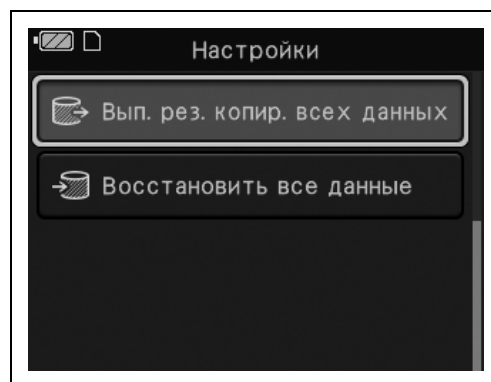 Настройки
Вып. рез. копир. всех данных
Восстановить все данные